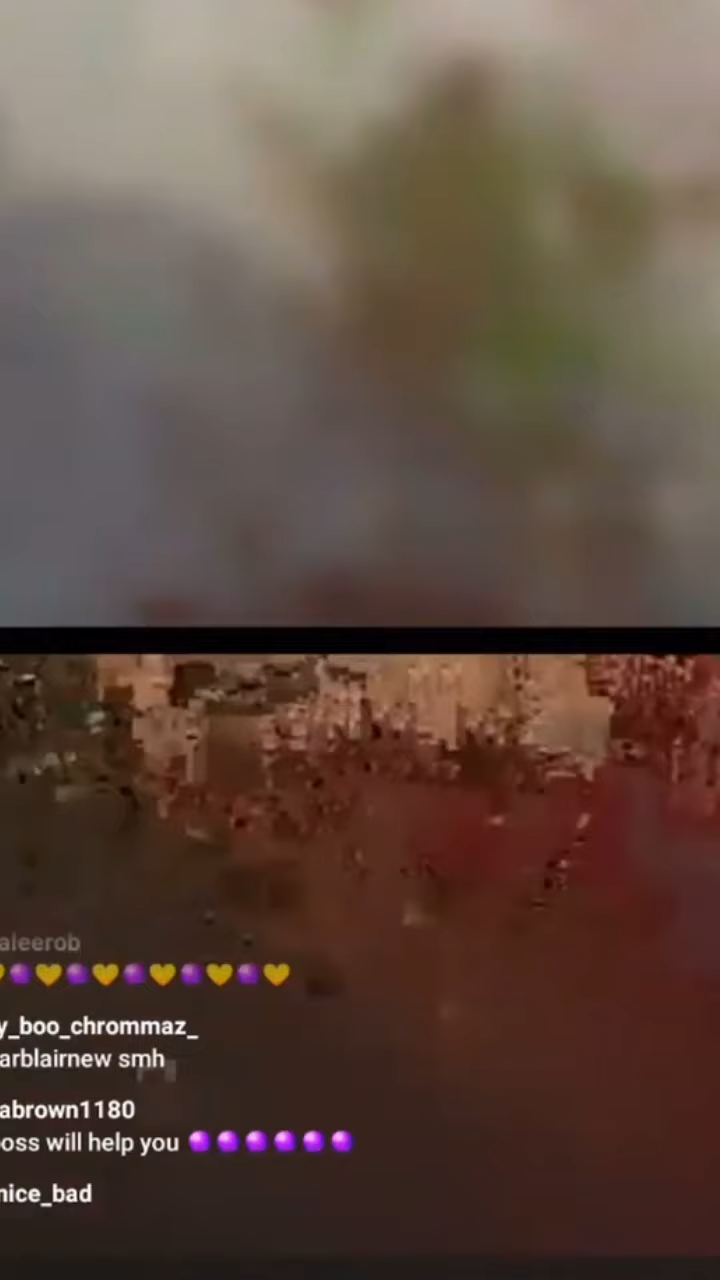 aleerob
💛🟣💛🟣💛🟣💛🟣💛🟣💛
y_boo_chrommaz_
arblairnew smh
abrown1180
oss will help you 🟣🟣🟣🟣🟣🟣
nice_bad